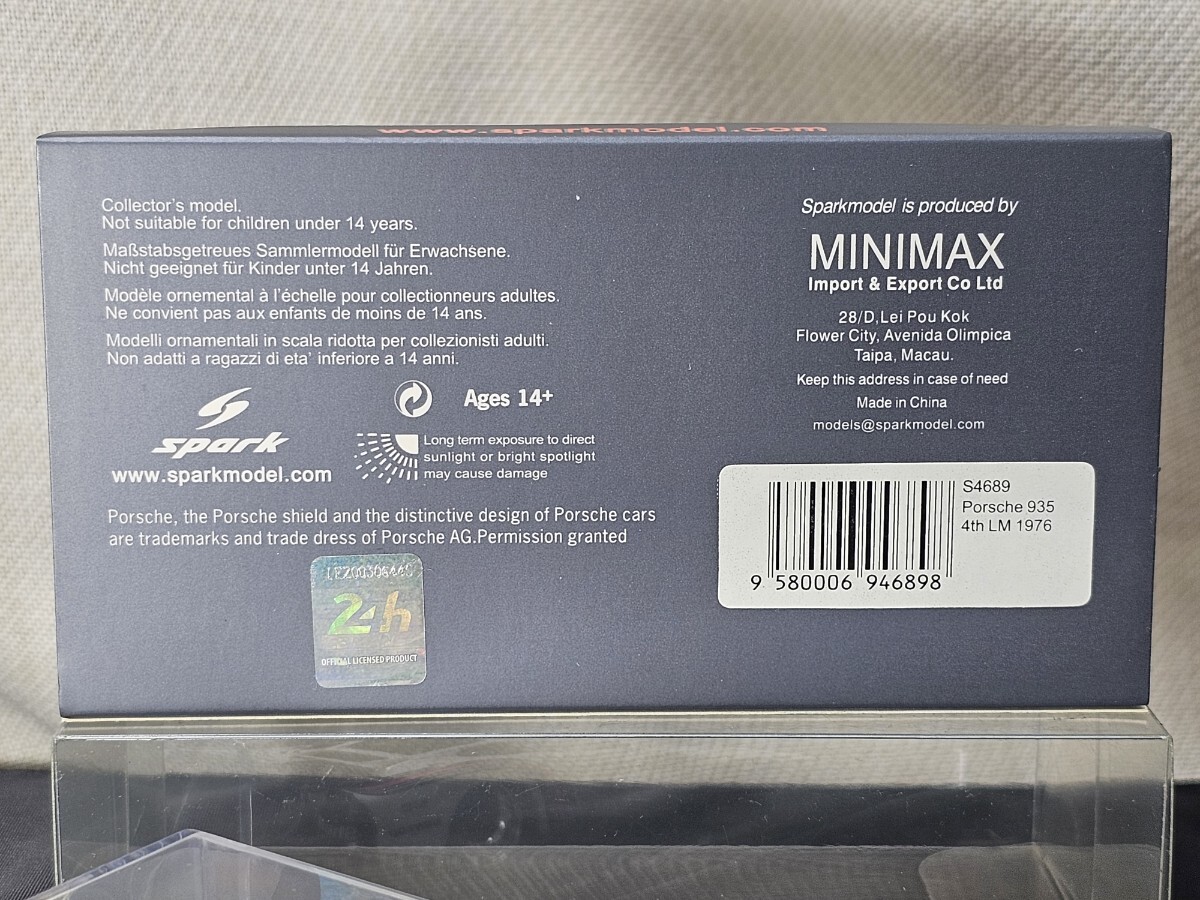 www.sparkmodel.com
Collector's model.
Not suitable for children under 14 years.
Maßstabsgetreues Sammlermodell für Erwachsene.
Nicht geeignet für Kinder unter 14 Jahren.
Modèle ornemental à l'échelle pour collectionneurs adultes.
Ne convient pas aux enfants de moins de 14 ans.
Modelli ornamentali in scala ridotta per collezionisti adulti.
Non adatti a ragazzi di eta' inferiore a 14 anni.
Ages 14+
spark
www.sparkmodel.com
Long term exposure to direct
sunlight or bright spotlight
may cause damage
Porsche, the Porsche shield and the distinctive design of Porsche cars
are trademarks and trade dress of Porsche AG.Permission granted
24h
OFFICIAL LICENSED PRODUCT
Sparkmodel is produced by
MINIMAX
Import & Export Co Ltd
28/D,Lei Pou Kok
Flower City, Avenida Olimpica
Taipa, Macau.
Keep this address in case of need
Made in China
models@sparkmodel.com
S4689
Porsche 935
4th LM 1976
9 580006 946898